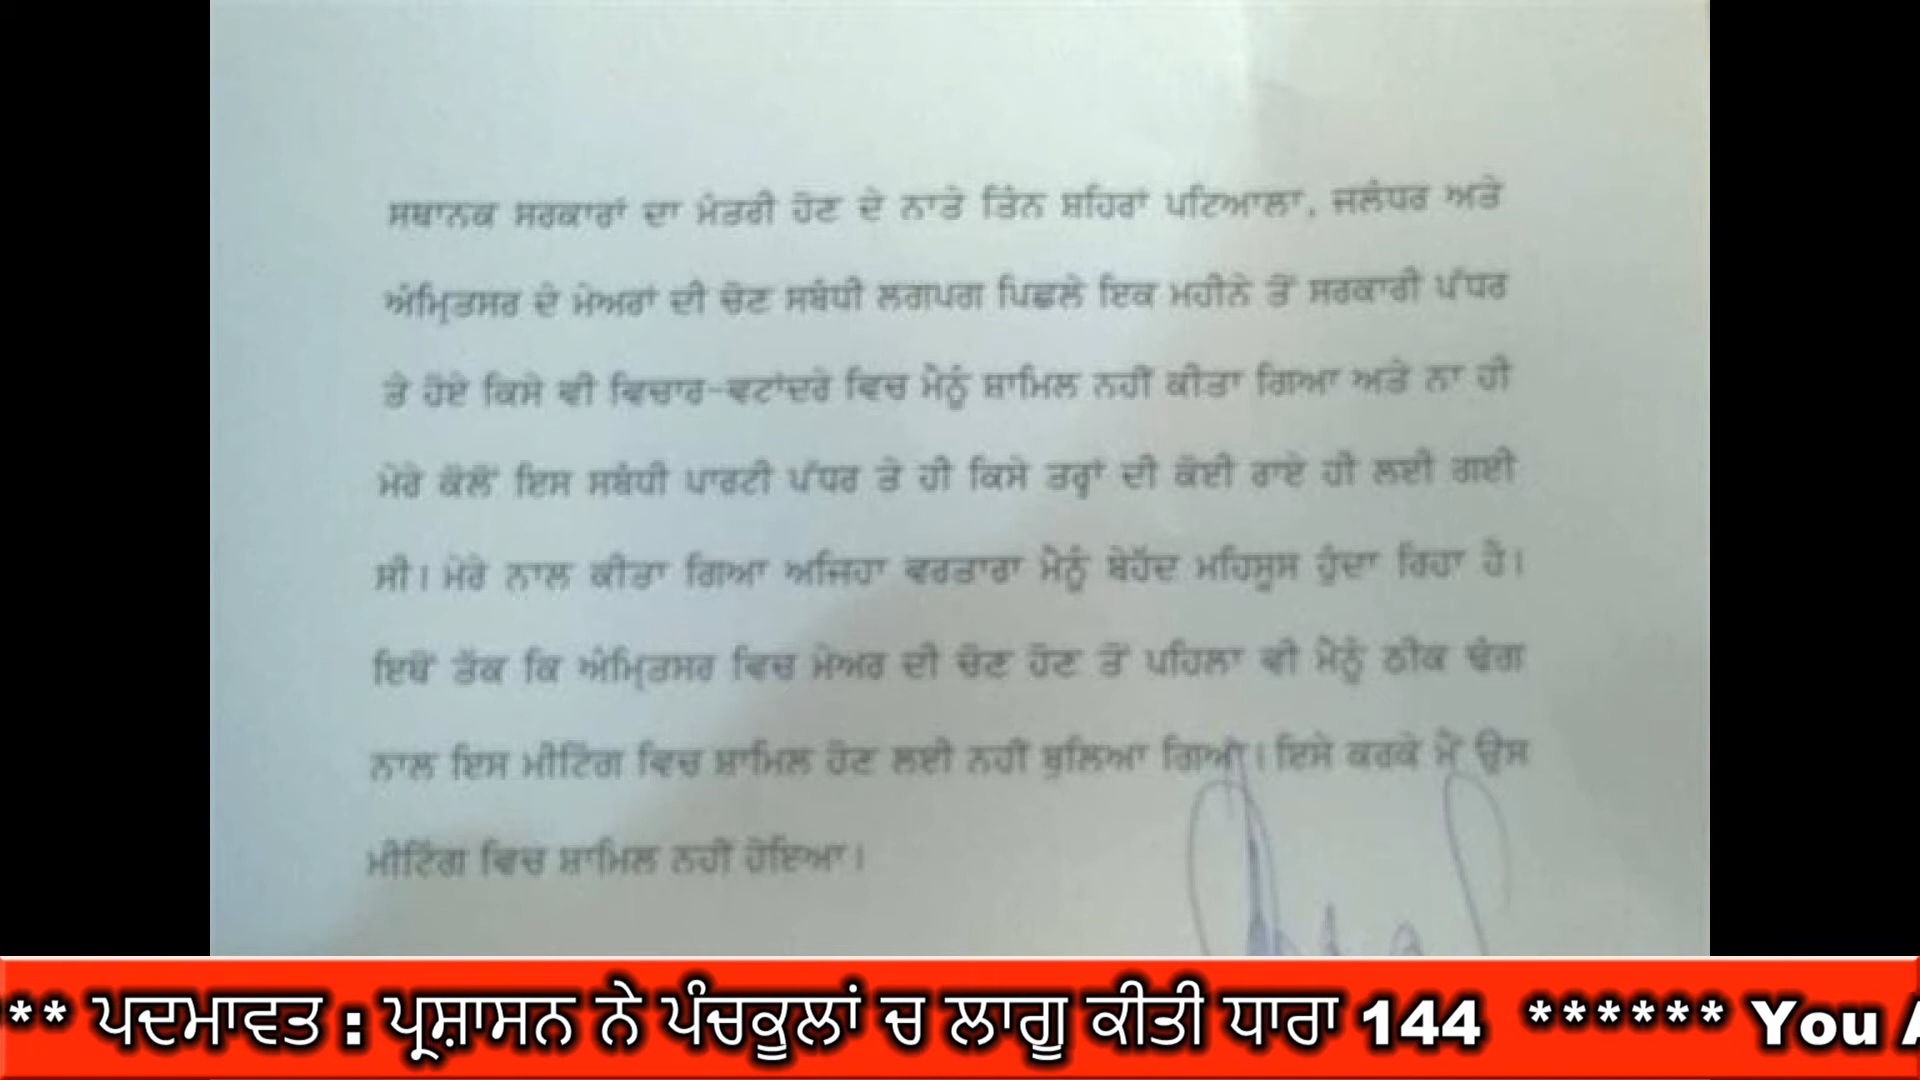 ਸਥਾਨਕ ਸਰਕਾਰਾਂ ਦਾ ਮੰਤਰੀ ਹੋਣ ਦੇ ਨਾਤੇ ਤਿੰਨ ਸ਼ਹਿਰਾਂ ਪਟਿਆਲਾ, ਜਲੰਧਰ ਅਤੇ
ਅੰਮ੍ਰਿਤਸਰ ਦੇ ਮੇਅਰਾਂ ਦੀ ਚੋਣ ਸਬੰਧੀ ਲਗਪਗ ਪਿਛਲੇ ਇਕ ਮਹੀਨੇ ਤੋਂ ਸਰਕਾਰੀ ਪੱਧਰ
ਤੇ ਹੋਏ ਕਿਸੇ ਵੀ ਵਿਚਾਰ-ਵਟਾਂਦਰੇ ਵਿਚ ਮੈਨੂੰ ਸ਼ਾਮਿਲ ਨਹੀਂ ਕੀਤਾ ਗਿਆ ਅਤੇ ਨਾ ਹੀ
ਮੇਰੇ ਕੋਲੋਂ ਇਸ ਸਬੰਧੀ ਪਾਰਟੀ ਪੱਧਰ ਤੇ ਹੀ ਕਿਸੇ ਤਰ੍ਹਾਂ ਦੀ ਕੋਈ ਰਾਏ ਹੀ ਲਈ ਗਈ
ਸੀ। ਮੇਰੇ ਨਾਲ ਕੀਤਾ ਗਿਆ ਅਜਿਹਾ ਵਰਤਾਰਾ ਮੈਨੂੰ ਬੇਹੱਦ ਮਹਿਸੂਸ ਹੁੰਦਾ ਰਿਹਾ ਹੈ।
ਇਥੋਂ ਤੱਕ ਕਿ ਅੰਮ੍ਰਿਤਸਰ ਵਿਚ ਮੇਅਰ ਦੀ ਚੋਣ ਹੋਣ ਤੋਂ ਪਹਿਲਾ ਵੀ ਮੈਨੂੰ ਠੀਕ ਢੰਗ
ਨਾਲ ਇਸ ਮੀਟਿੰਗ ਵਿਚ ਸ਼ਾਮਿਲ ਹੋਣ ਲਈ ਨਹੀਂ ਬੁਲਿਆ ਗਿਆ। ਇਸੇ ਕਰਕੇ ਮੈਂ ਉਸ
ਮੀਟਿੰਗ ਵਿਚ ਸ਼ਾਮਿਲ ਨਹੀਂ ਹੋਇਆ।
** ਪਦਮਾਵਤ : ਪ੍ਰਸ਼ਾਸਨ ਨੇ ਪੰਚਕੂਲਾਂ ਚ ਲਾਗੂ ਕੀਤੀ ਧਾਰਾ 144 ****** You